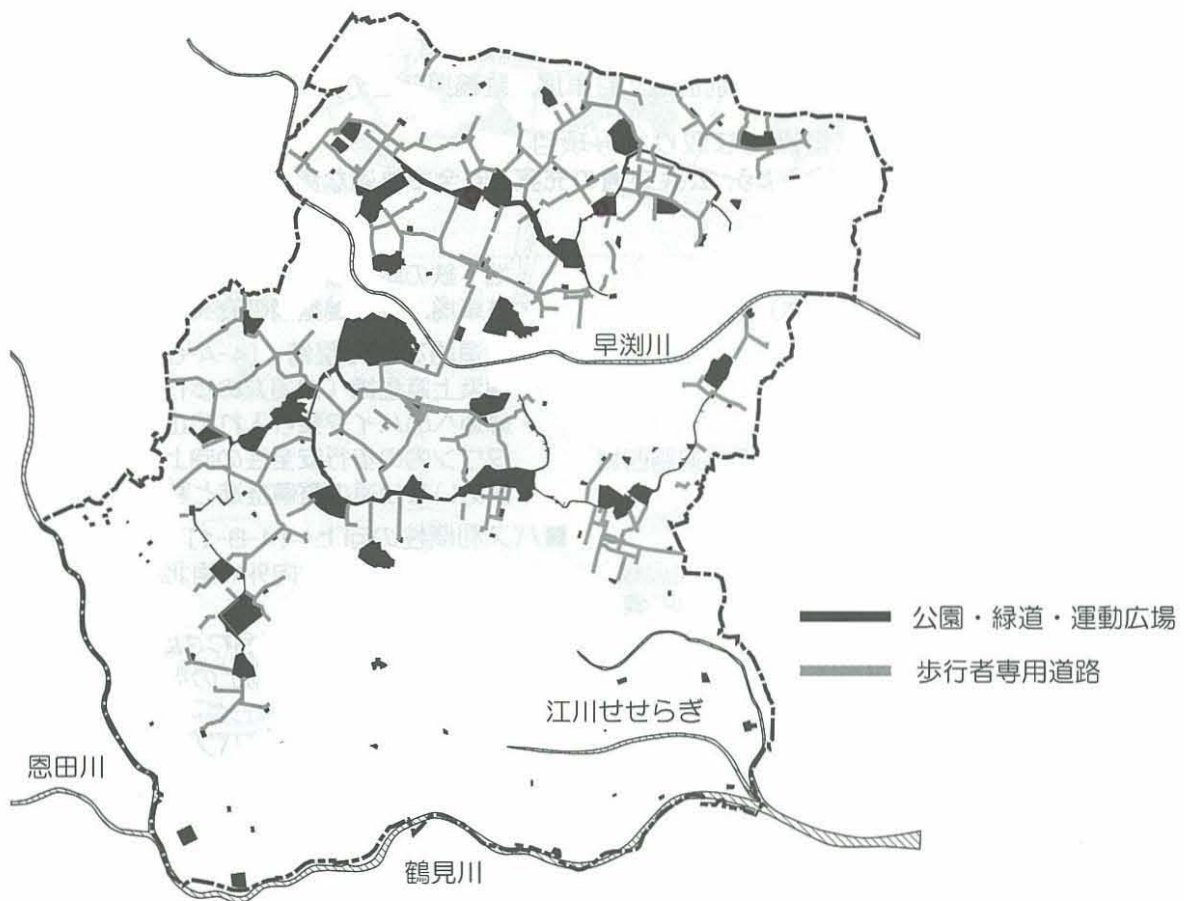 早渕川
公園・緑道・運動広場
歩行者専用道路
江川せせらぎ
恩田川
鶴見川